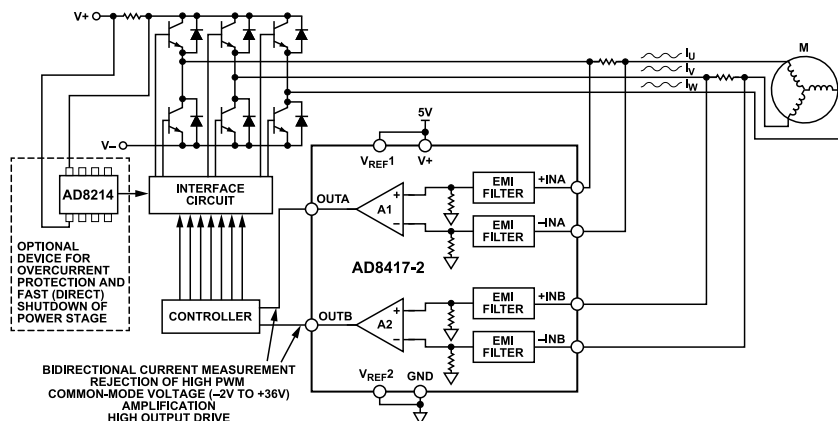 V+
I_U
I_V
I_W
M
V–
5V
V_REF1
V+
AD8214
INTERFACE
CIRCUIT
OPTIONAL
DEVICE FOR
OVERCURRENT
PROTECTION AND
FAST (DIRECT)
SHUTDOWN OF
POWER STAGE
CONTROLLER
OUTA
A1
+
–
EMI
FILTER
+INA
EMI
FILTER
–INA
AD8417-2
OUTB
A2
+
–
EMI
FILTER
+INB
EMI
FILTER
–INB
V_REF2
GND
BIDIRECTIONAL CURRENT MEASUREMENT
REJECTION OF HIGH PWM
COMMON-MODE VOLTAGE (–2V TO +36V)
AMPLIFICATION
HIGH OUTPUT DRIVE